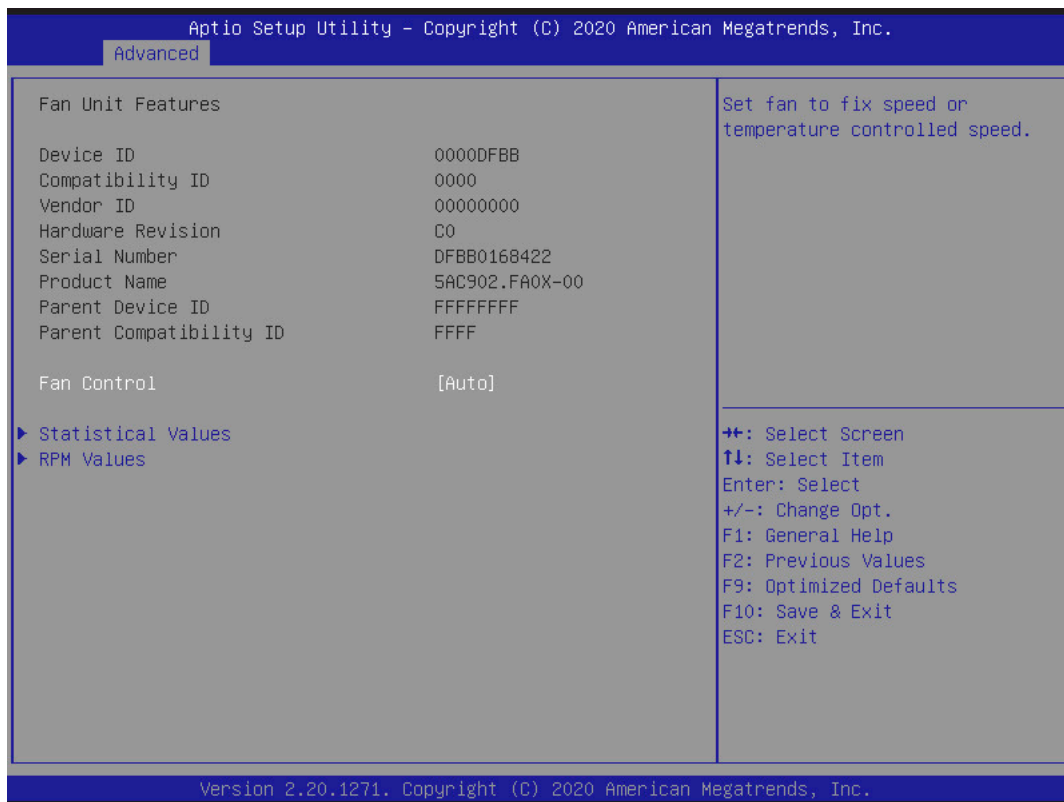 Aptio Setup Utility – Copyright (C) 2020 American Megatrends, Inc.
Advanced
Fan Unit Features
Device ID 0000DFBB
Compatibility ID 0000
Vendor ID 00000000
Hardware Revision C0
Serial Number DFBB0168422
Product Name 5AC902.FA0X-00
Parent Device ID FFFFFFFF
Parent Compatibility ID FFFF
Fan Control [Auto]
Statistical Values
RPM Values
Set fan to fix speed or
temperature controlled speed.
→←: Select Screen
↑↓: Select Item
Enter: Select
+/-: Change Opt.
F1: General Help
F2: Previous Values
F9: Optimized Defaults
F10: Save & Exit
ESC: Exit
Version 2.20.1271. Copyright (C) 2020 American Megatrends, Inc.